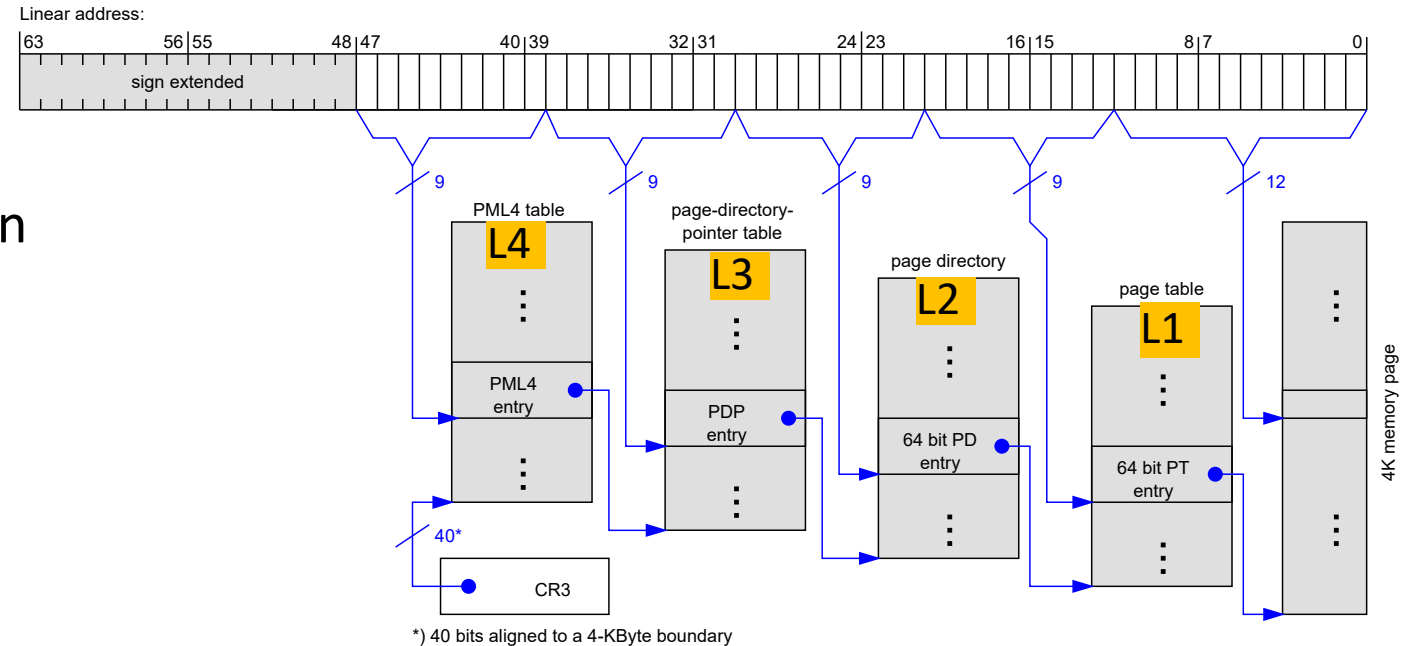 Linear address:
63 56 55 48 47 40 39 32 31 24 23 16 15 8 7 0
sign extended
9 9 9 9 12
n
PML4 table
L4
PML4
entry
page-directory-
pointer table
L3
PDP
entry
page directory
L2
64 bit PD
entry
page table
L1
64 bit PT
entry
4K memory page
40*
CR3
*) 40 bits aligned to a 4-KByte boundary